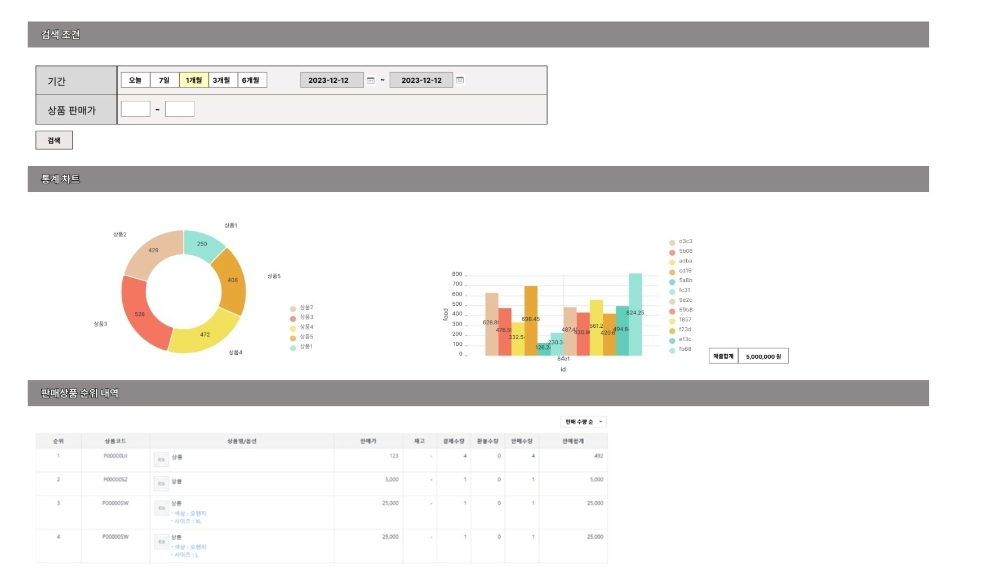 검색 조건
기간 오늘 7일 1개월 3개월 6개월 2023-12-12 ~ 2023-12-12
상품 판매가 ~
검색
통계 차트
상품1
상품2
250
429
408
상품5
528
상품3
472
상품4
상품2
상품3
상품4
상품5
상품1
800
700
600
500
400
300
200
100
0
food
628.8
476.5
332.5
698.45
126.2
230.3
487.4
430.9
561.2
420.6
494.8
824.25
84e1
id
d3c3
5b06
adba
cd19
5a8b
fc31
9e2c
69b8
1857
f23d
e13c
fb68
매출합계 5,000,000 원
판매상품 순위 내역
판매 수량 순
순위 상품코드 상품명/옵션 판매가 재고 결제수량 환불수량 판매수량 판매합계
1 P00000UJ 상품 123 - 4 0 4 492
2 P00000SZ 상품 5,000 - 1 0 1 5,000
3 P00000SW 상품 25,000 - 1 0 1 25,000
- 색상 : 오렌지
- 사이즈 : XL
4 P00000SW 상품 25,000 - 1 0 1 25,000
- 색상 : 오렌지
- 사이즈 : L